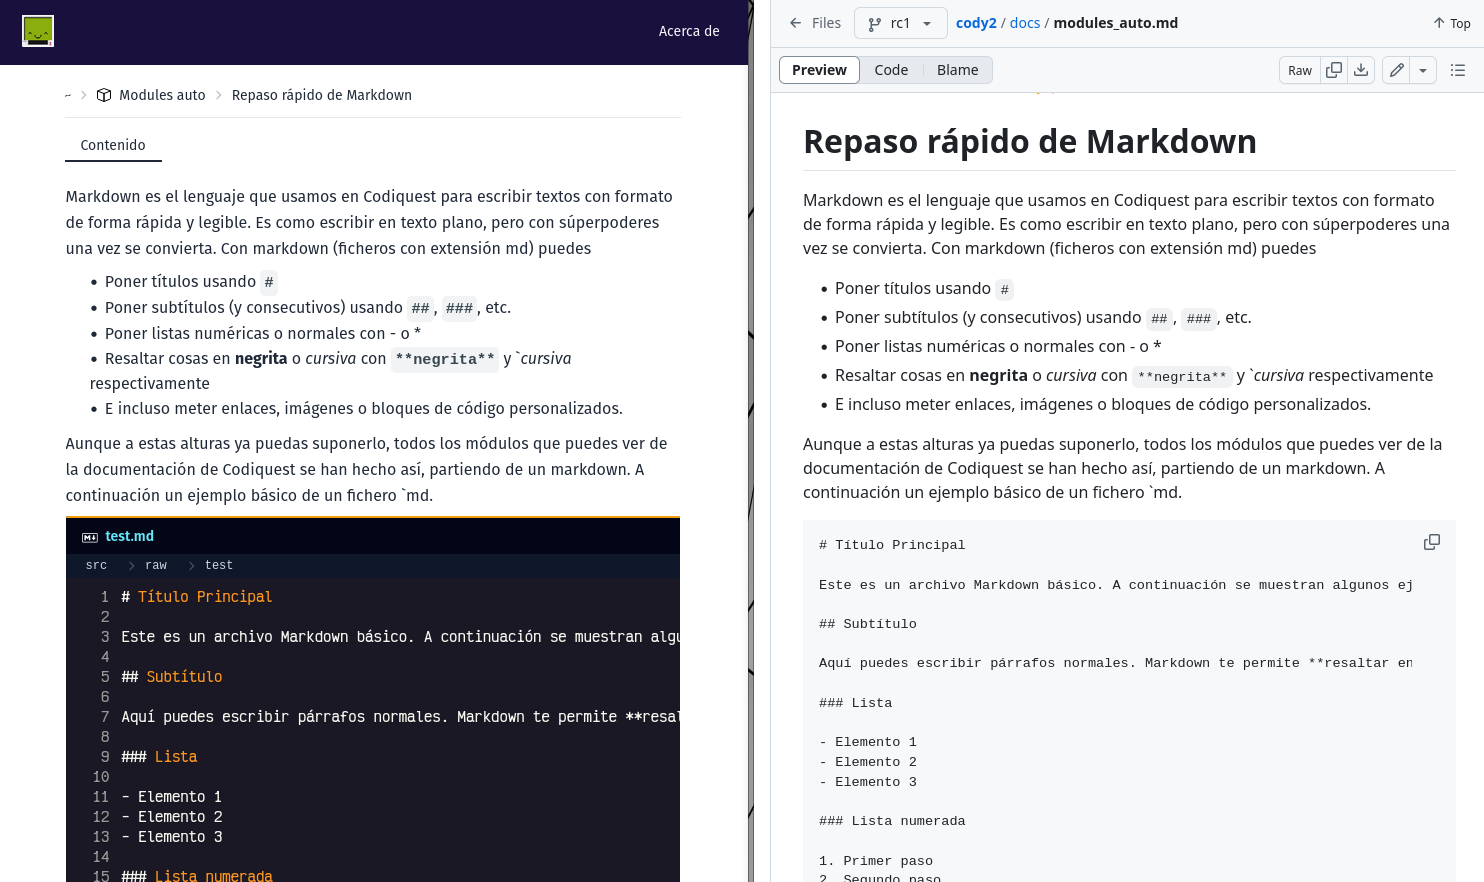 Acerca de
~ > Modules auto > Repaso rápido de Markdown
Contenido
Markdown es el lenguaje que usamos en Codiquest para escribir textos con formato
de forma rápida y legible. Es como escribir en texto plano, pero con súperpoderes
una vez se convierta. Con markdown (ficheros con extensión md) puedes
• Poner títulos usando #
• Poner subtítulos (y consecutivos) usando ##, ###, etc.
• Poner listas numéricas o normales con - o *
• Resaltar cosas en negrita o cursiva con **negrita** y `cursiva
respectivamente
• E incluso meter enlaces, imágenes o bloques de código personalizados.
Aunque a estas alturas ya puedas suponerlo, todos los módulos que puedes ver de
la documentación de Codiquest se han hecho así, partiendo de un markdown. A
continuación un ejemplo básico de un fichero `md.
test.md
src > raw > test
1 # Título Principal
2
3 Este es un archivo Markdown básico. A continuación se muestran algu
4
5 ## Subtítulo
6
7 Aquí puedes escribir párrafos normales. Markdown te permite **resal
8
9 ### Lista
10
11 - Elemento 1
12 - Elemento 2
13 - Elemento 3
14
15 ### Lista numerada
Files rc1 cody2 / docs / modules_auto.md Top
Preview Code Blame Raw
Repaso rápido de Markdown
Markdown es el lenguaje que usamos en Codiquest para escribir textos con formato
de forma rápida y legible. Es como escribir en texto plano, pero con súperpoderes una
vez se convierta. Con markdown (ficheros con extensión md) puedes
• Poner títulos usando #
• Poner subtítulos (y consecutivos) usando ##, ###, etc.
• Poner listas numéricas o normales con - o *
• Resaltar cosas en negrita o cursiva con **negrita** y `cursiva respectivamente
• E incluso meter enlaces, imágenes o bloques de código personalizados.
Aunque a estas alturas ya puedas suponerlo, todos los módulos que puedes ver de la
documentación de Codiquest se han hecho así, partiendo de un markdown. A
continuación un ejemplo básico de un fichero `md.
# Título Principal
Este es un archivo Markdown básico. A continuación se muestran algunos ej
## Subtítulo
Aquí puedes escribir párrafos normales. Markdown te permite **resaltar en
### Lista
- Elemento 1
- Elemento 2
- Elemento 3
### Lista numerada
1. Primer paso
2. Segundo paso